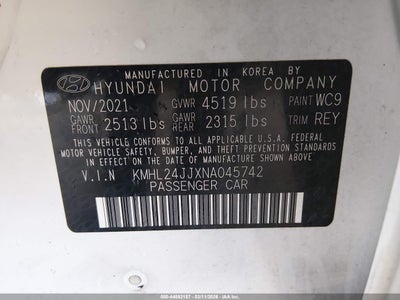 MANUFACTURED IN KOREA BY
HYUNDAI MOTOR COMPANY
NOV/2021 GVWR 4519 lbs PAINT WC9
GAWR FRONT 2513 lbs GAWR REAR 2315 lbs TRIM REY
THIS VEHICLE CONFORMS TO ALL APPLICABLE U.S.A. FEDERAL
MOTOR VEHICLE SAFETY, BUMPER, AND THEFT PREVENTION
STANDARDS IN EFFECT ON THE DATE OF MANUFACTURE SHOWN
ABOVE.
V.I.N KMHL24JJXNA045742
PASSENGER CAR